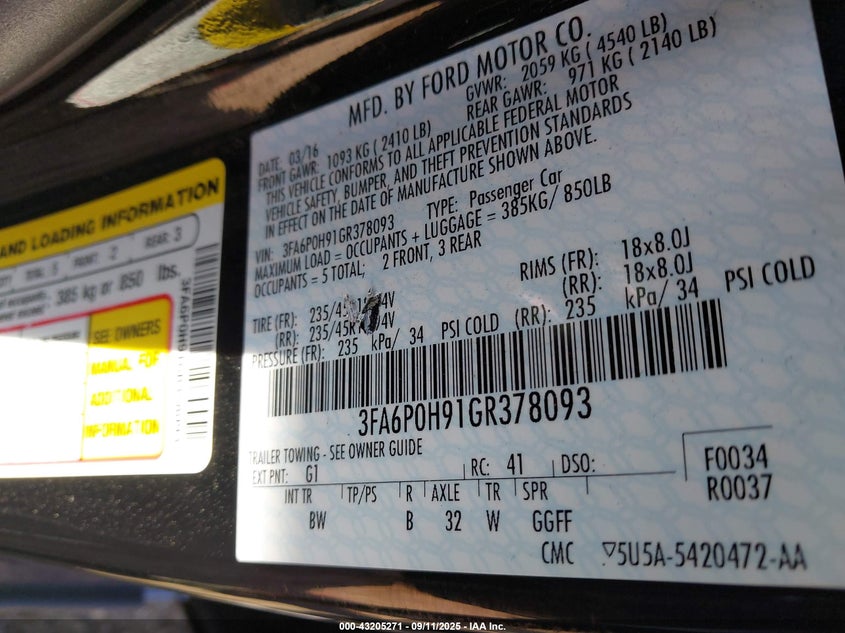 MFD. BY FORD MOTOR CO.
DATE: 03/16 GVWR: 2059 KG ( 4540 LB)
FRONT GAWR: 1093 KG ( 2410 LB) REAR GAWR: 971 KG ( 2140 LB)
THIS VEHICLE CONFORMS TO ALL APPLICABLE FEDERAL MOTOR
VEHICLE SAFETY, BUMPER, AND THEFT PREVENTION STANDARDS
IN EFFECT ON THE DATE OF MANUFACTURE SHOWN ABOVE.
VIN: 3FA6P0H91GR378093 TYPE: Passenger Car
MAXIMUM LOAD = OCCUPANTS + LUGGAGE = 385KG/ 850LB
OCCUPANTS = 5 TOTAL; 2 FRONT, 3 REAR
TIRE (FR): RIMS (FR): 18x8.0J
(RR): (RR): 18x8.0J
PRESSURE (FR): 235 kPa/ 34 PSI COLD (RR): 235 kPa/ 34 PSI COLD
3FA6P0H91GR378093
TRAILER TOWING - SEE OWNER GUIDE
EXT PNT: G1 RC: 41 DSO: F0034
R0037
INT TR TP/PS R AXLE TR SPR
BW B 32 W GGFF
CMC ▽5U5A-5420472-AA
AND LOADING INFORMATION
TOTAL: 5 FRONT: 2 REAR: 3
385 kg or 850 lbs.
SEE OWNERS
MANUAL FOR
ADDITIONAL
INFORMATION
000-43205271 - 09/11/2025 - IAA Inc.